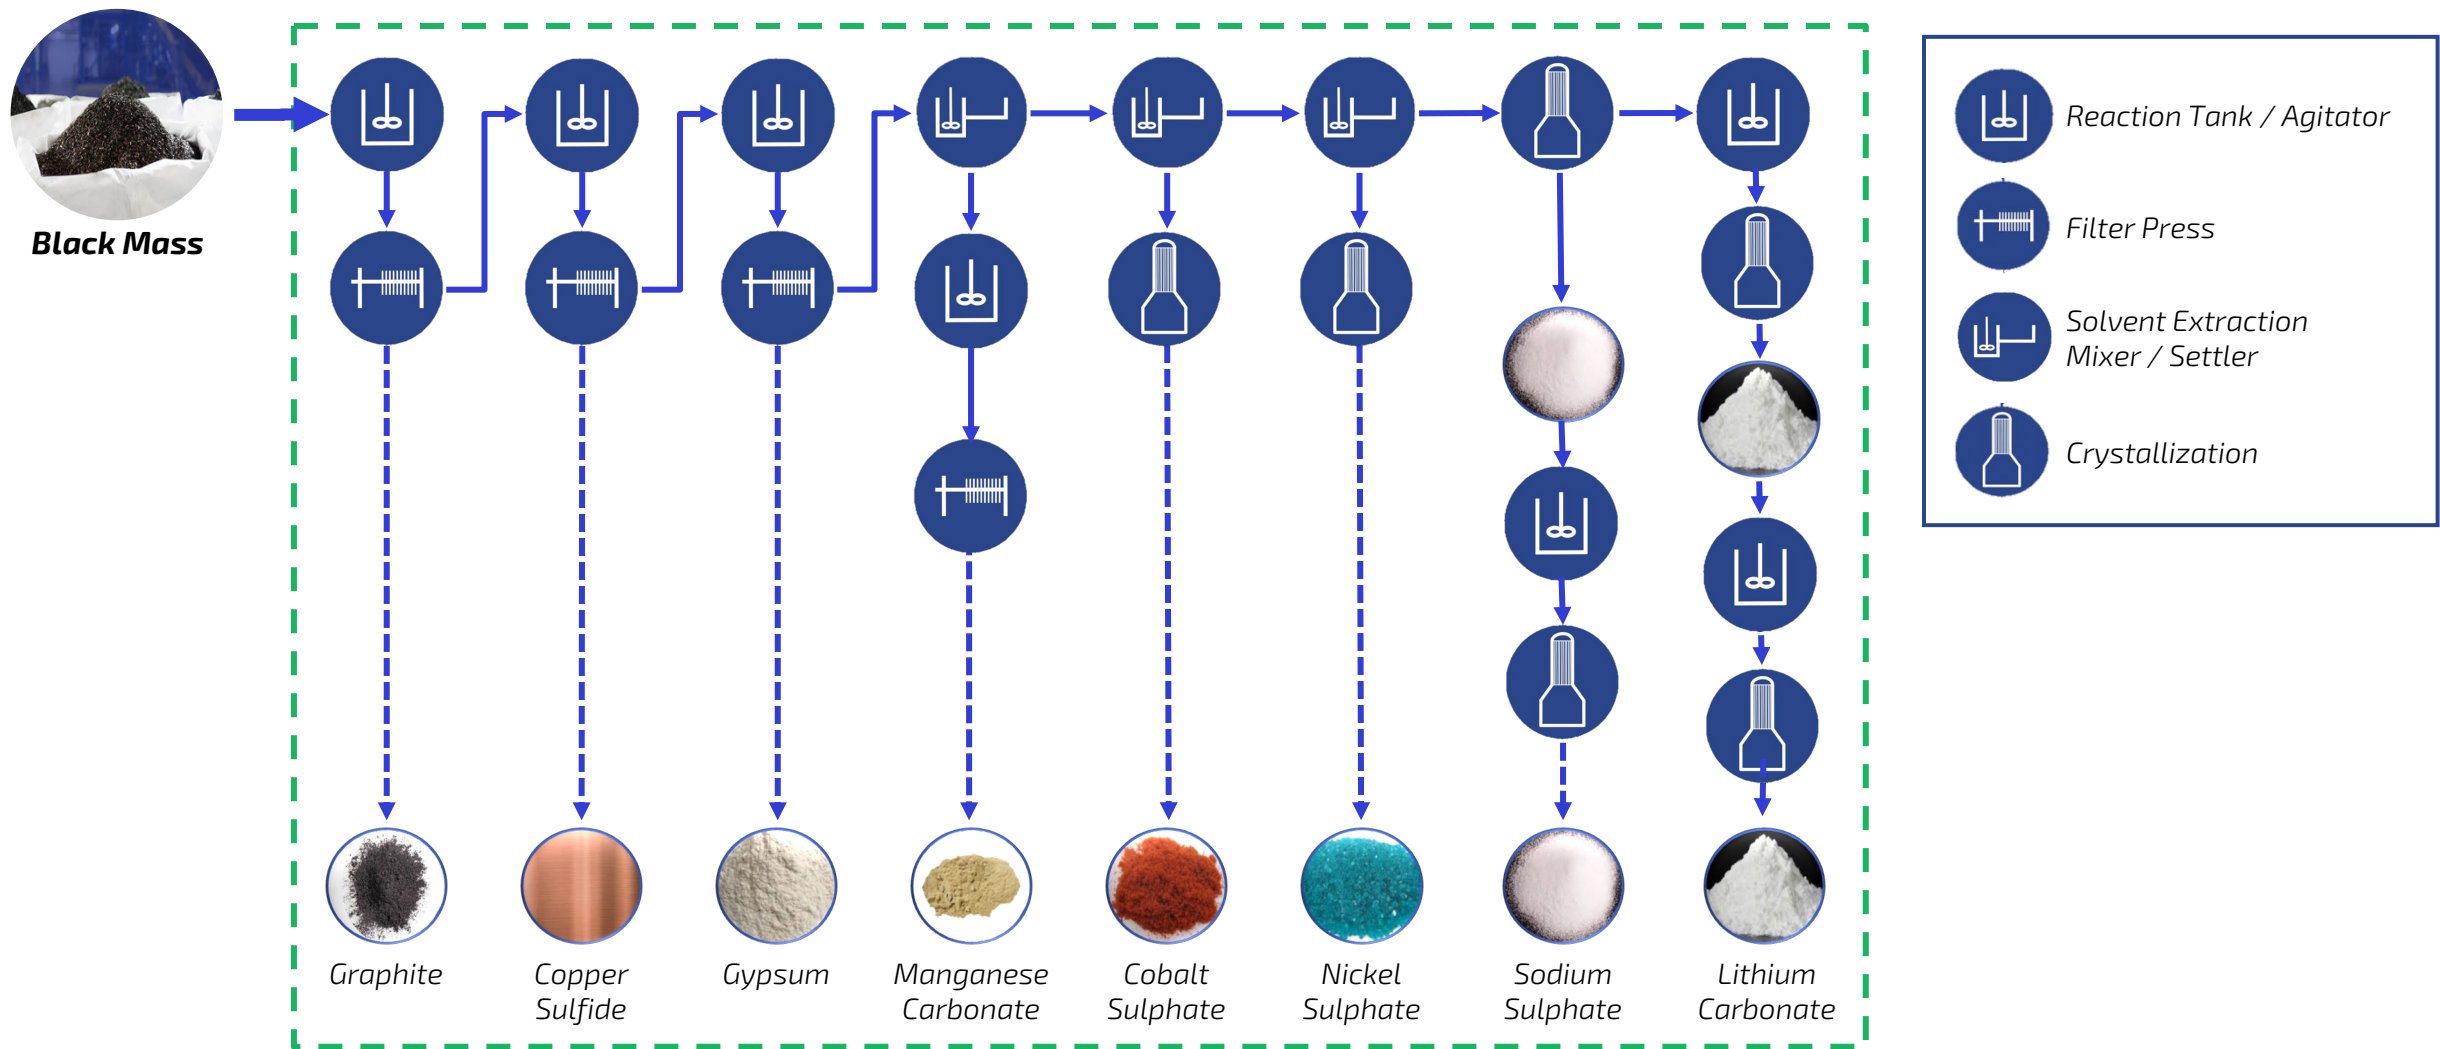 Black Mass
Reaction Tank / Agitator
Filter Press
Solvent Extraction
Mixer / Settler
Crystallization
Graphite
Copper
Sulfide
Gypsum
Manganese
Carbonate
Cobalt
Sulphate
Nickel
Sulphate
Sodium
Sulphate
Lithium
Carbonate